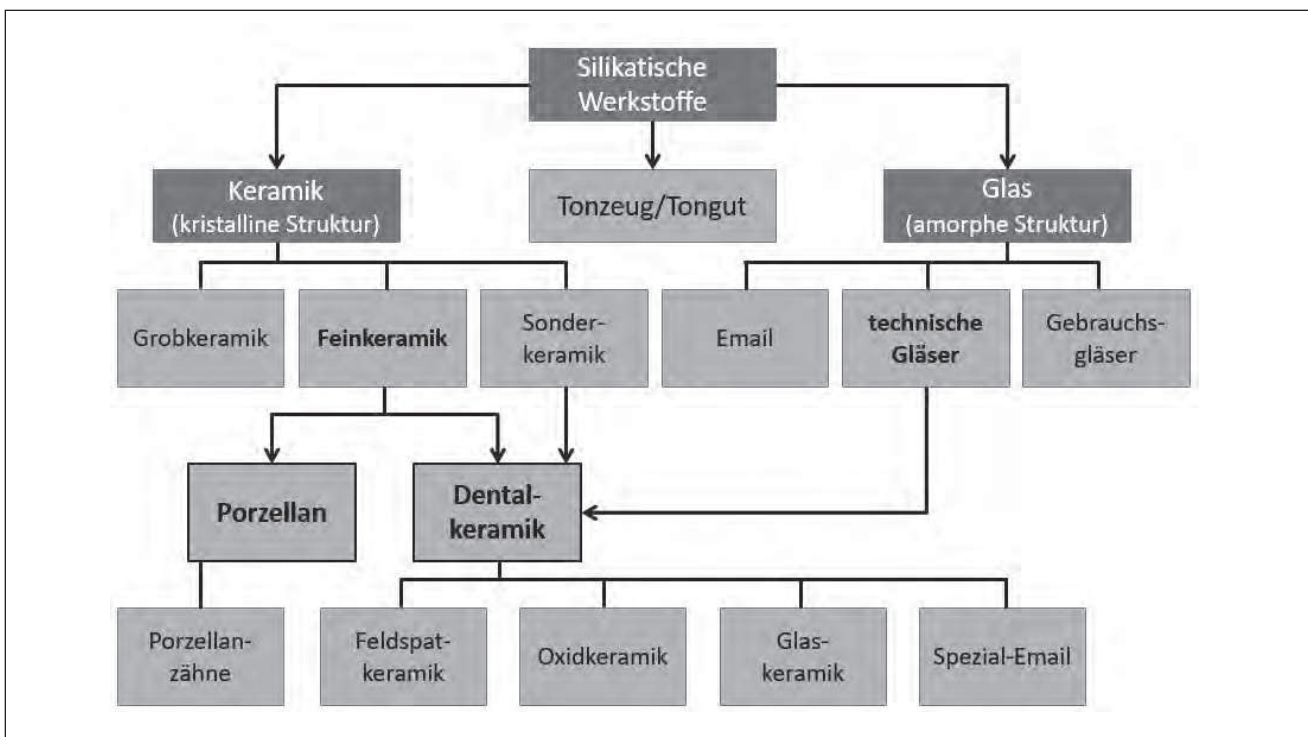 Silikatische
Werkstoffe
Keramik
(kristalline Struktur)
Tonzeug/Tongut
Glas
(amorphe Struktur)
Grobkeramik
Feinkeramik
Sonder-
keramik
Email
technische
Gläser
Gebrauchs-
gläser
Porzellan
Dental-
keramik
Porzellan-
zähne
Feldspat-
keramik
Oxidkeramik
Glas-
keramik
Spezial-Email